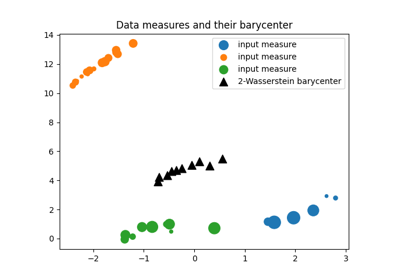 Data measures and their barycenter
14
12
10
8
6
4
2
0
input measure
input measure
input measure
2-Wasserstein barycenter
−2
−1
0
1
2
3